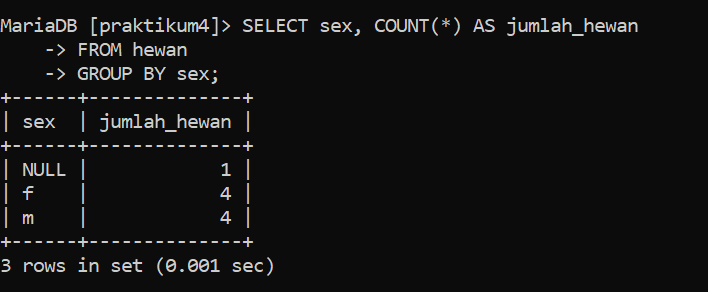 MariaDB [praktikum4]> SELECT sex, COUNT(*) AS jumlah_hewan
    -> FROM hewan
    -> GROUP BY sex;
+------+--------------+
| sex  | jumlah_hewan |
+------+--------------+
| NULL |            1 |
| f    |            4 |
| m    |            4 |
+------+--------------+
3 rows in set (0.001 sec)